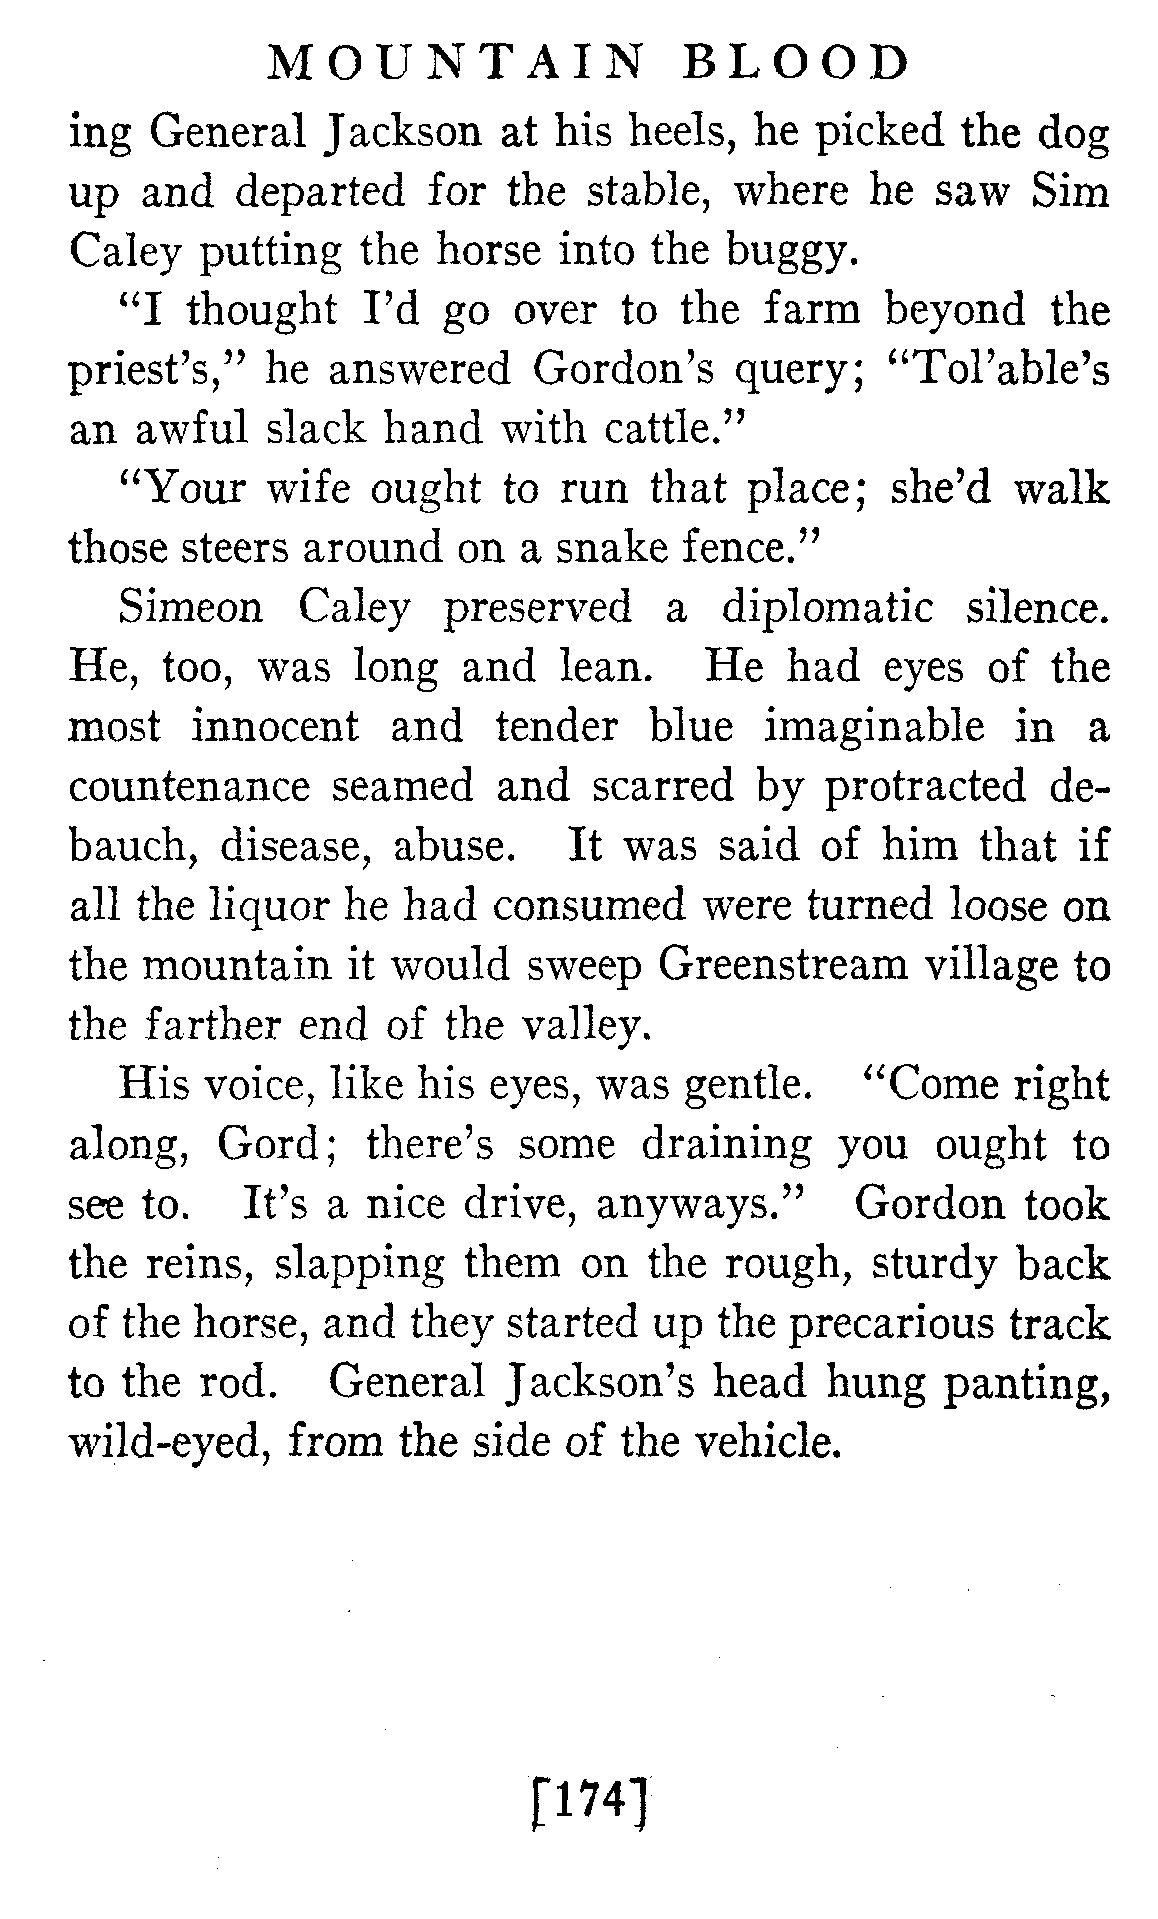 MOUNTAIN BLOOD
ing General Jackson at his heels, he picked the dog
up and departed for the stable, where he saw Sim
Caley putting the horse into the buggy.
“I thought I’d go over to the farm beyond the
priest’s,” he answered Gordon’s query; “Tol’able’s
an awful slack hand with cattle.”
“Your wife ought to run that place; she’d walk
those steers around on a snake fence.”
Simeon Caley preserved a diplomatic silence.
He, too, was long and lean. He had eyes of the
most innocent and tender blue imaginable in a
countenance seamed and scarred by protracted de-
bauch, disease, abuse. It was said of him that if
all the liquor he had consumed were turned loose on
the mountain it would sweep Greenstream village to
the farther end of the valley.
His voice, like his eyes, was gentle. “Come right
along, Gord; there’s some draining you ought to
see to. It’s a nice drive, anyways.” Gordon took
the reins, slapping them on the rough, sturdy back
of the horse, and they started up the precarious track
to the rod. General Jackson’s head hung panting,
wild-eyed, from the side of the vehicle.
[174]